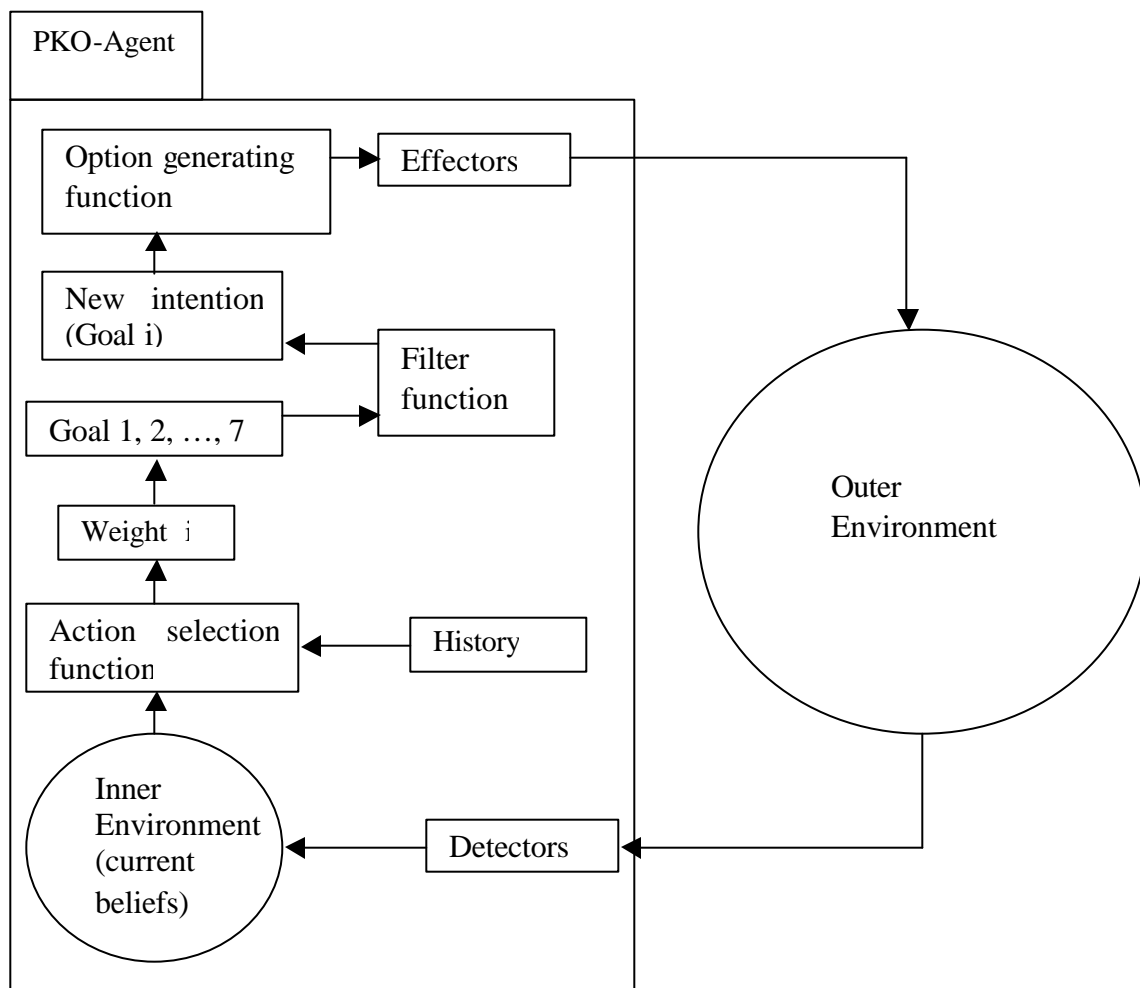 PKO-Agent
Option generating
function
Effectors
New intention
(Goal i)
Filter
function
Goal 1, 2, …, 7
Weight i
Outer
Environment
Action selection
function
History
Inner
Environment
(current
beliefs)
Detectors